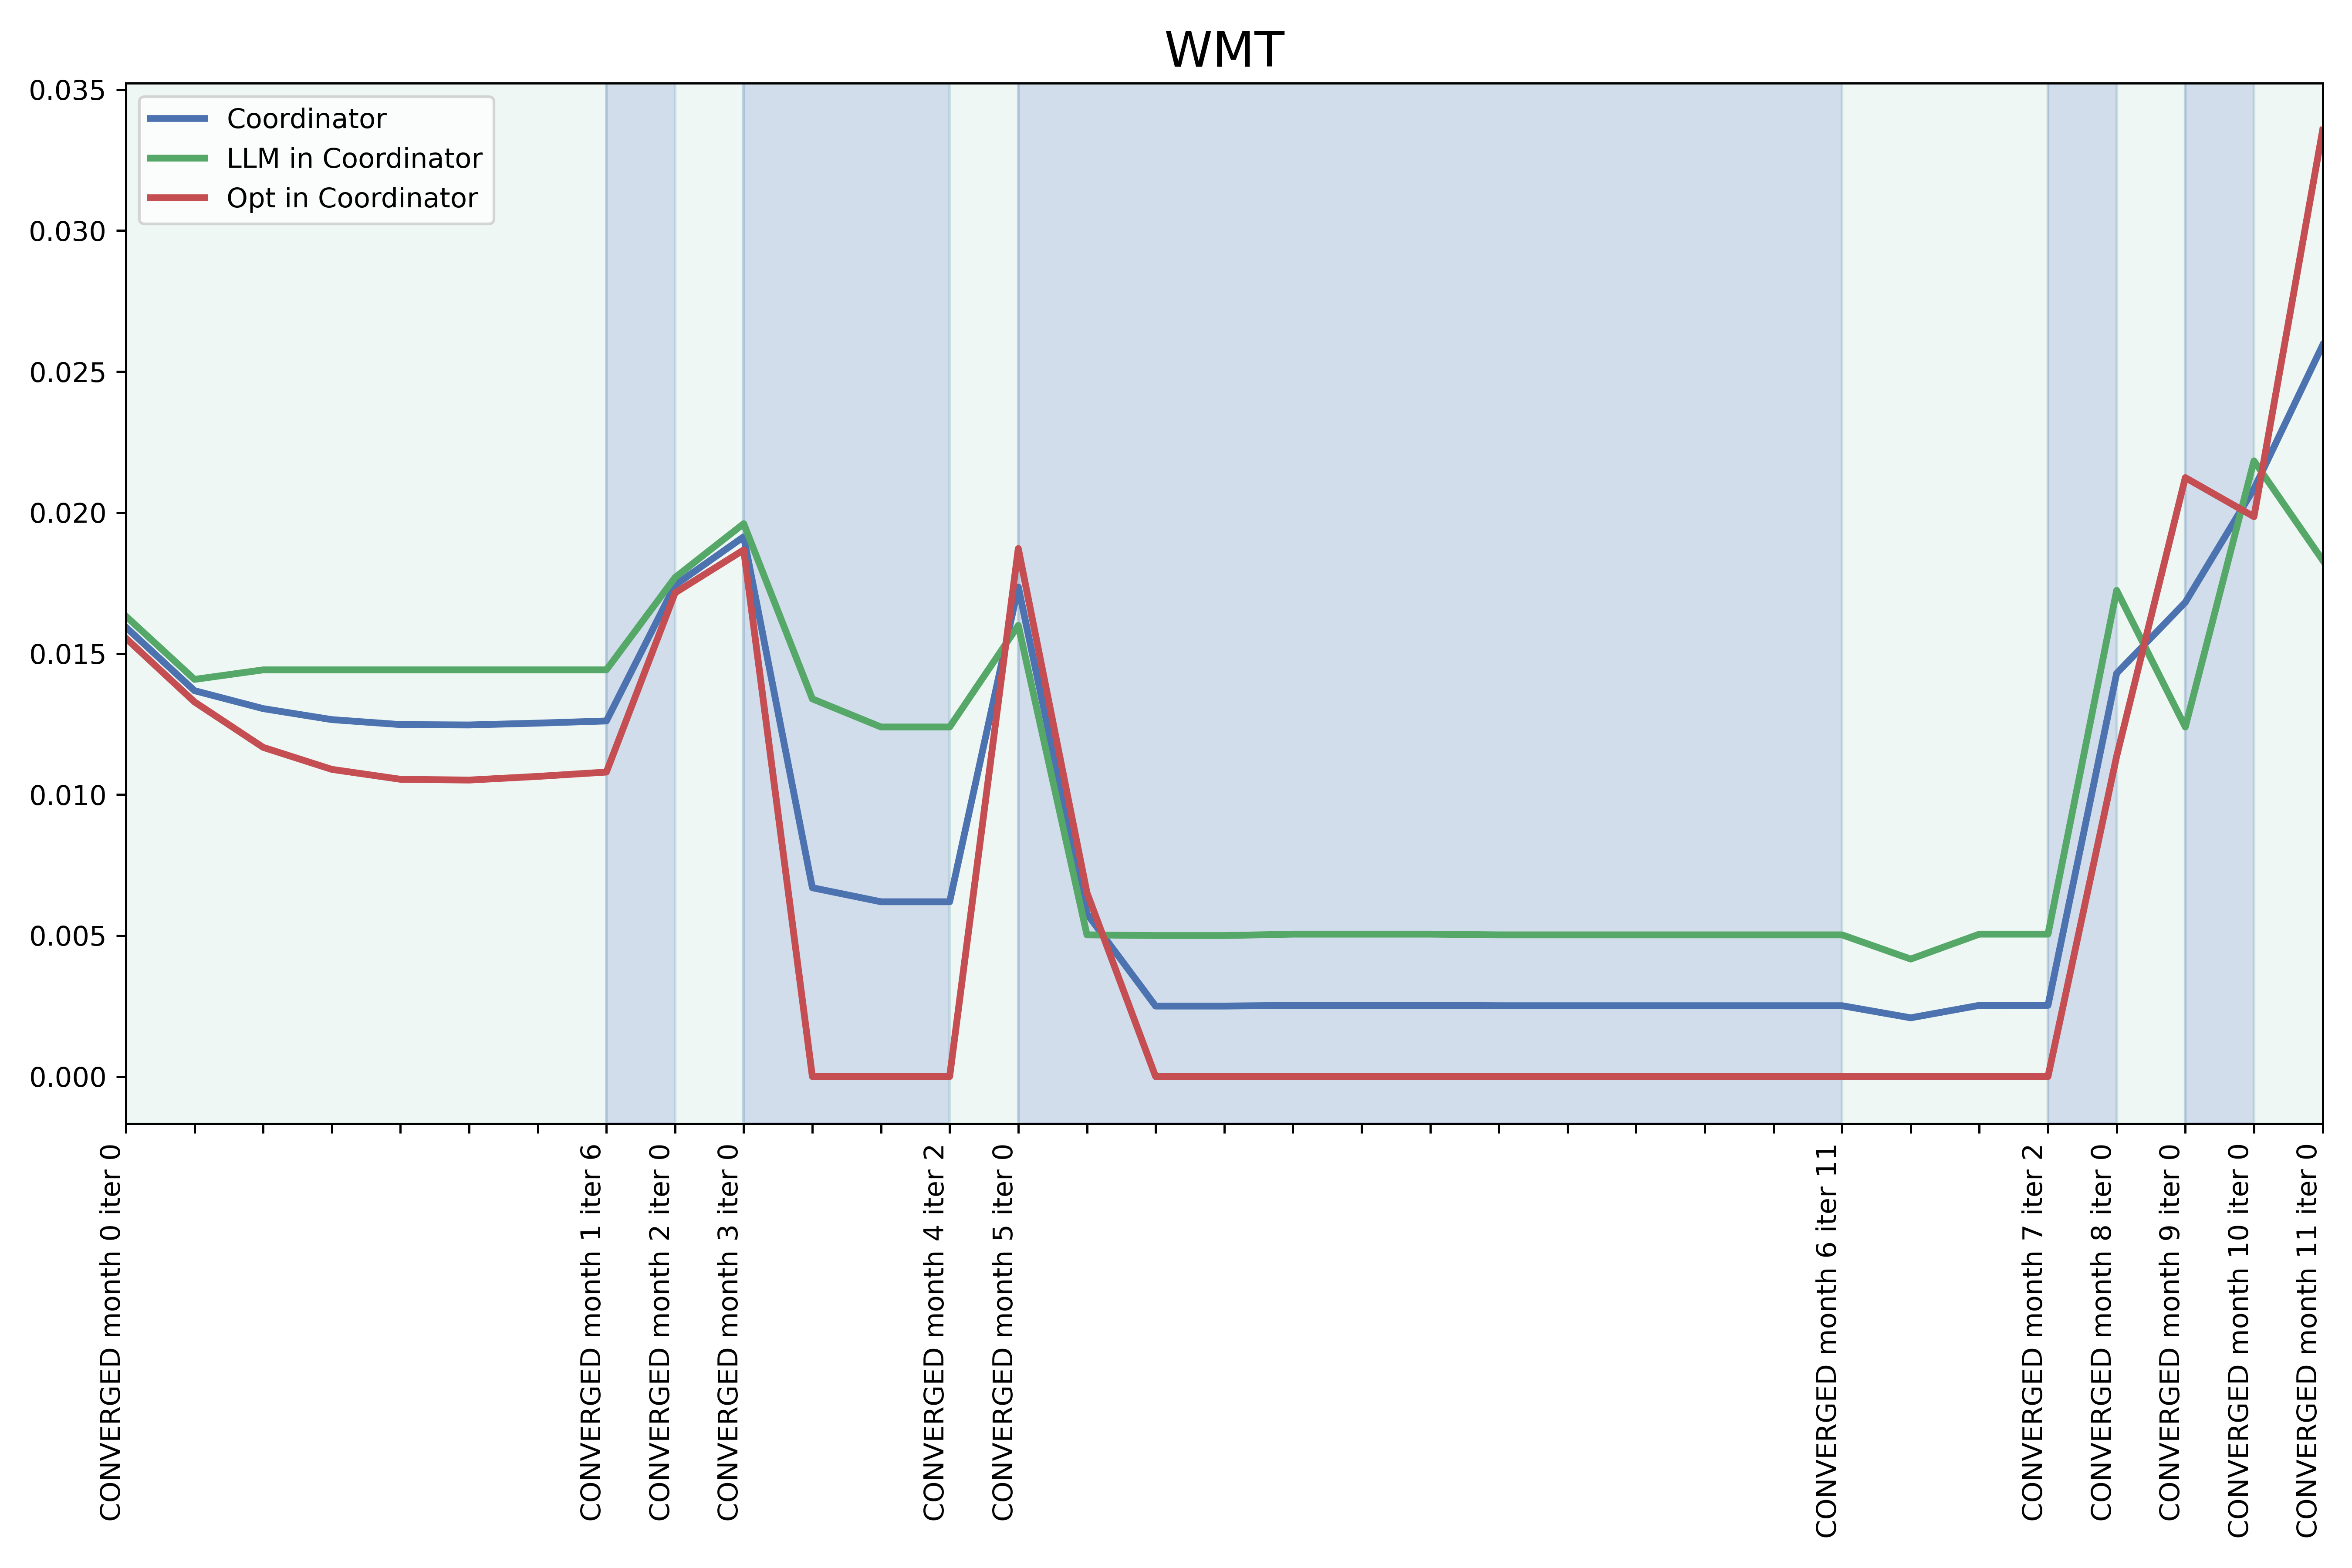 WMT
0.035
0.030
0.025
0.020
0.015
0.010
0.005
0.000
Coordinator
LLM in Coordinator
Opt in Coordinator
CONVERGED month 0 iter 0
CONVERGED month 1 iter 6
CONVERGED month 2 iter 0
CONVERGED month 3 iter 0
CONVERGED month 4 iter 2
CONVERGED month 5 iter 0
CONVERGED month 6 iter 11
CONVERGED month 7 iter 2
CONVERGED month 8 iter 0
CONVERGED month 9 iter 0
CONVERGED month 10 iter 0
CONVERGED month 11 iter 0